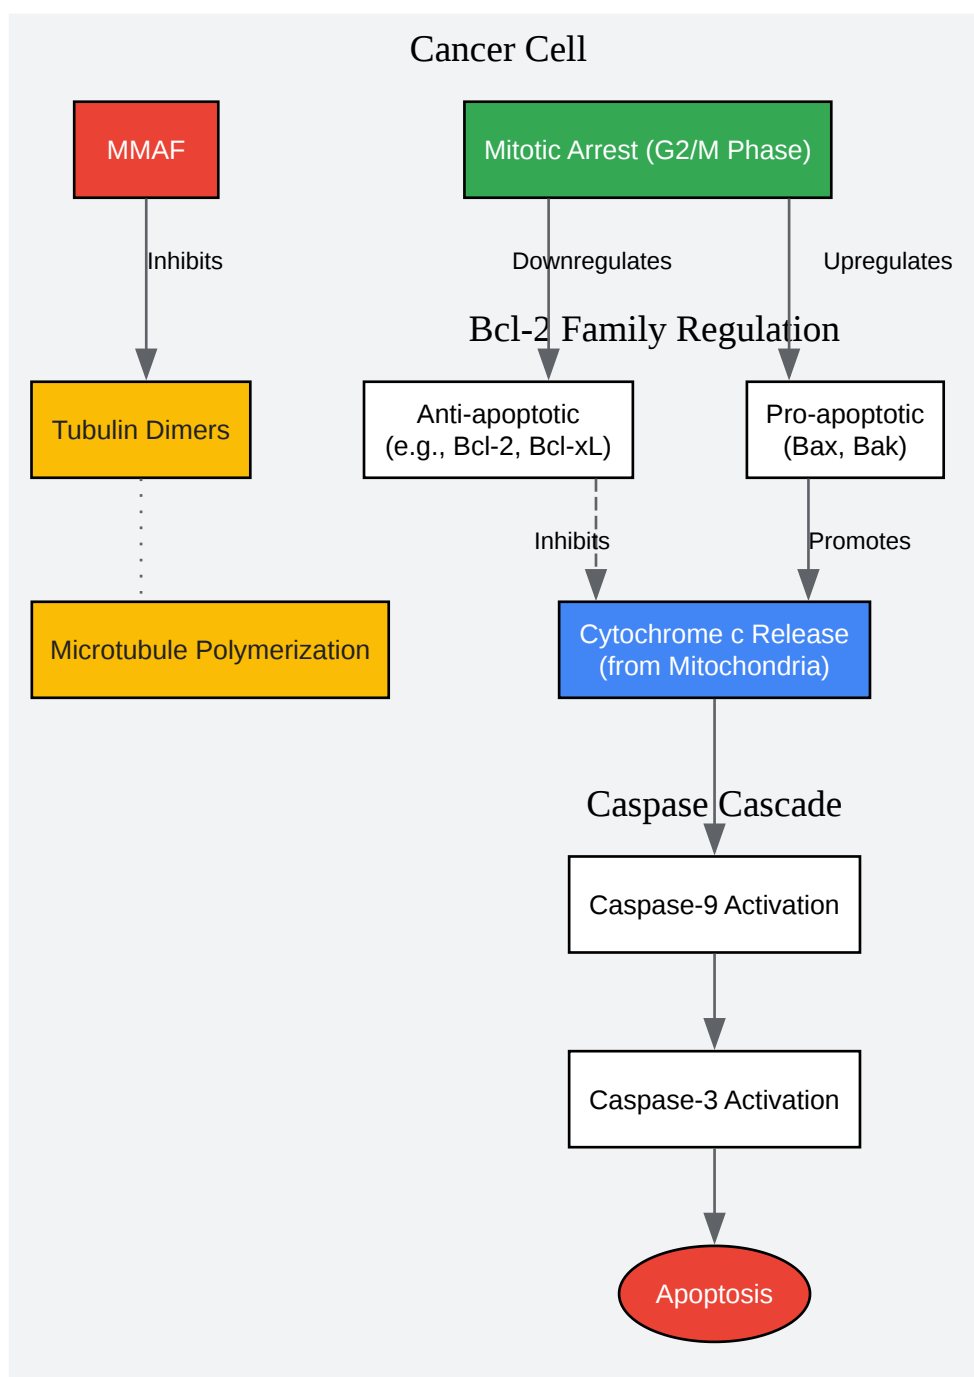 Cancer Cell
MMAF
Mitotic Arrest (G2/M Phase)
Inhibits
Downregulates
Upregulates
Bcl-2 Family Regulation
Tubulin Dimers
Anti-apoptotic
(e.g., Bcl-2, Bcl-xL)
Pro-apoptotic
(Bax, Bak)
Inhibits
Promotes
Microtubule Polymerization
Cytochrome c Release
(from Mitochondria)
Caspase Cascade
Caspase-9 Activation
Caspase-3 Activation
Apoptosis